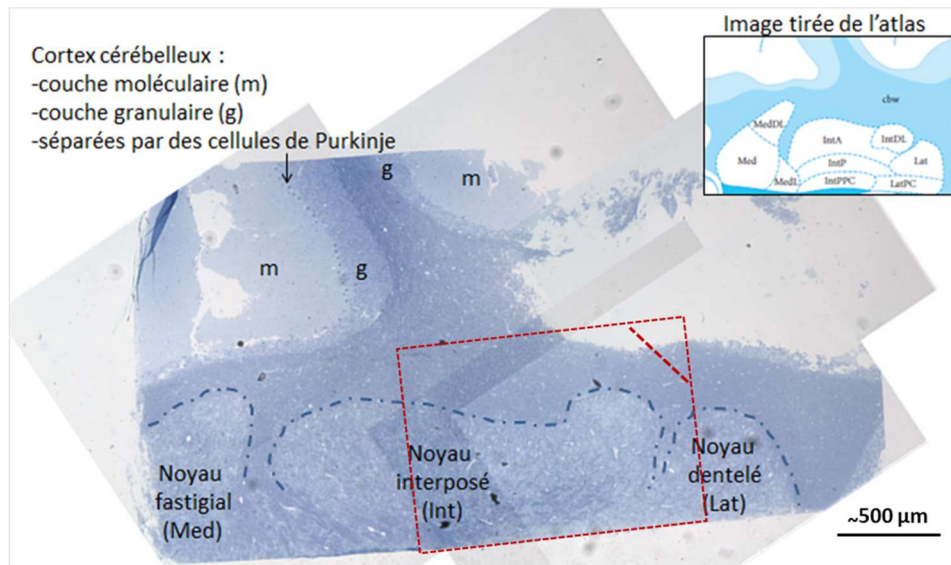 Cortex cérébelleux :
-couche moléculaire (m)
-couche granulaire (g)
-séparées par des cellules de Purkinje
Image tirée de l'atlas
cbw
MedDL
IntA
IntDL
Med
IntP
Lat
MedL
IntPPC
LatPC
g
m
m
g
Noyau
fastigial
(Med)
Noyau
interposé
(Int)
Noyau
dentelé
(Lat)
~500 µm